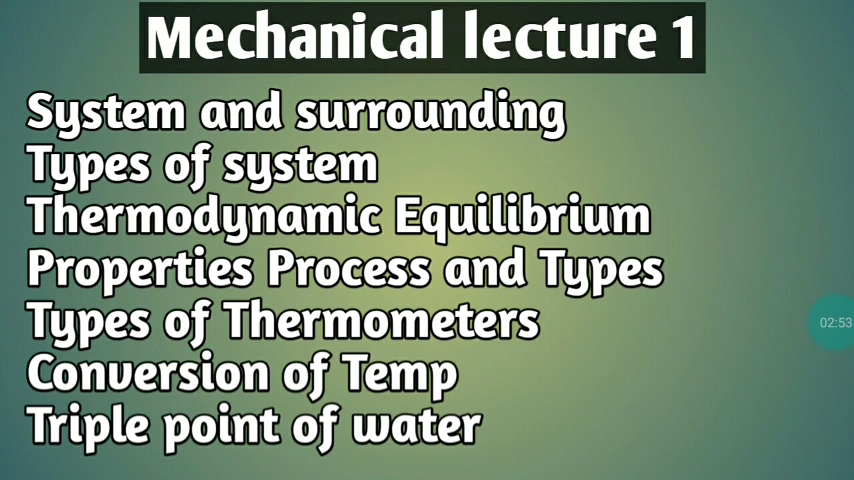 Mechanical lecture 1
System and surrounding
Types of system
Thermodynamic Equilibrium
Properties Process and Types
Types of Thermometers
Conversion of Temp
Triple point of water
02:53